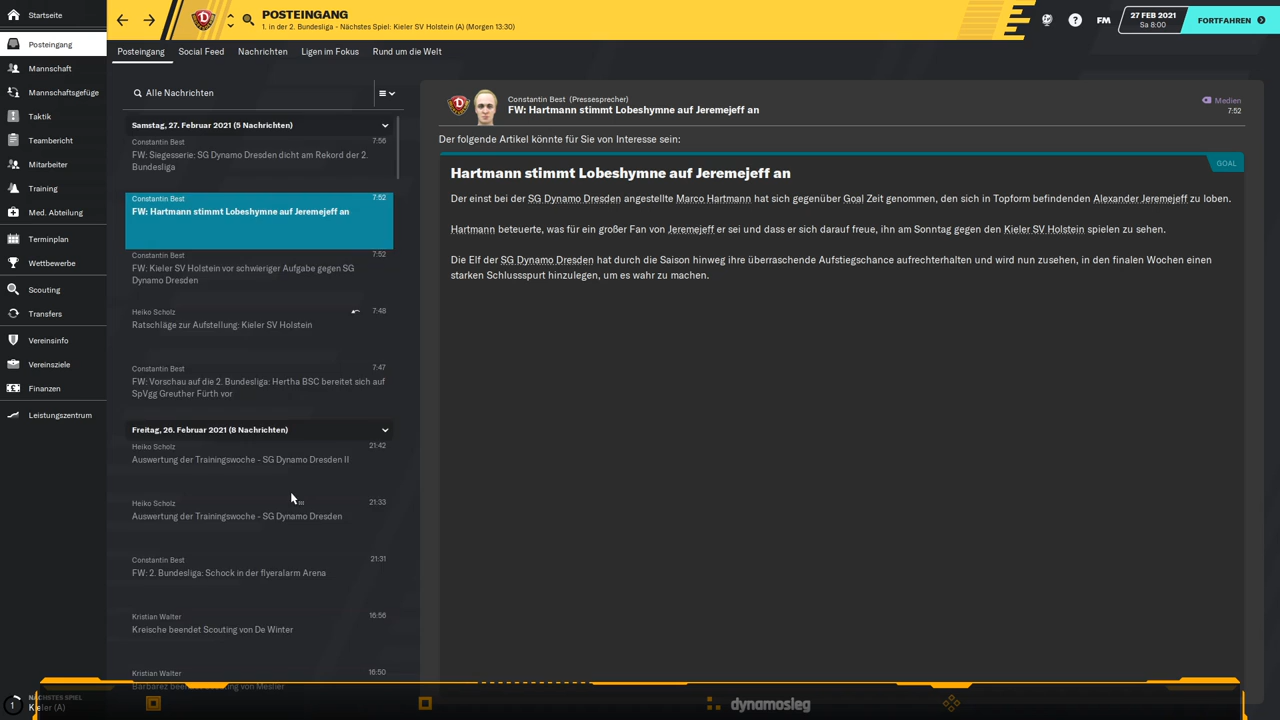 Startseite
Posteingang
Mannschaft
Mannschaftsgefüge
Taktik
Teambericht
Mitarbeiter
Training
Med. Abteilung
Terminplan
Wettbewerbe
Scouting
Transfers
Vereinsinfo
Vereinsziele
Finanzen
Leistungszentrum
POSTEINGANG
1. in der 2. Bundesliga - Nächstes Spiel: Kieler SV Holstein (A) (Morgen 13:30)
FM
27 FEB 2021
Sa 8:00
FORTFAHREN
Posteingang Social Feed Nachrichten Ligen im Fokus Rund um die Welt
Alle Nachrichten
Samstag, 27. Februar 2021 (5 Nachrichten)
Constantin Best 7:56
FW: Siegesserie: SG Dynamo Dresden dicht am Rekord der 2.
Bundesliga
Constantin Best 7:52
FW: Hartmann stimmt Lobeshymne auf Jeremejeff an
Constantin Best 7:52
FW: Kieler SV Holstein vor schwieriger Aufgabe gegen SG
Dynamo Dresden
Heiko Scholz 7:48
Ratschläge zur Aufstellung: Kieler SV Holstein
Constantin Best 7:47
FW: Vorschau auf die 2. Bundesliga: Hertha BSC bereitet sich auf
SpVgg Greuther Fürth vor
Freitag, 26. Februar 2021 (8 Nachrichten)
Heiko Scholz 21:42
Auswertung der Trainingswoche - SG Dynamo Dresden II
Heiko Scholz 21:33
Auswertung der Trainingswoche - SG Dynamo Dresden
Constantin Best 21:31
FW: 2. Bundesliga: Schock in der flyeralarm Arena
Kristian Walter 16:56
Kreische beendet Scouting von De Winter
Kristian Walter 16:50
Barbarez beendet Scouting von Meslier
Constantin Best (Pressesprecher)
FW: Hartmann stimmt Lobeshymne auf Jeremejeff an
Medien
7:52
Der folgende Artikel könnte für Sie von Interesse sein:
GOAL
Hartmann stimmt Lobeshymne auf Jeremejeff an
Der einst bei der SG Dynamo Dresden angestellte Marco Hartmann hat sich gegenüber Goal Zeit genommen, den sich in Topform befindenden Alexander Jeremejeff zu loben.
Hartmann beteuerte, was für ein großer Fan von Jeremejeff er sei und dass er sich darauf freue, ihn am Sonntag gegen den Kieler SV Holstein spielen zu sehen.
Die Elf der SG Dynamo Dresden hat durch die Saison hinweg ihre überraschende Aufstiegschance aufrechterhalten und wird nun zusehen, in den finalen Wochen einen
starken Schlussspurt hinzulegen, um es wahr zu machen.
1
NÄCHSTES SPIEL
Kieler (A)
dynamosleg